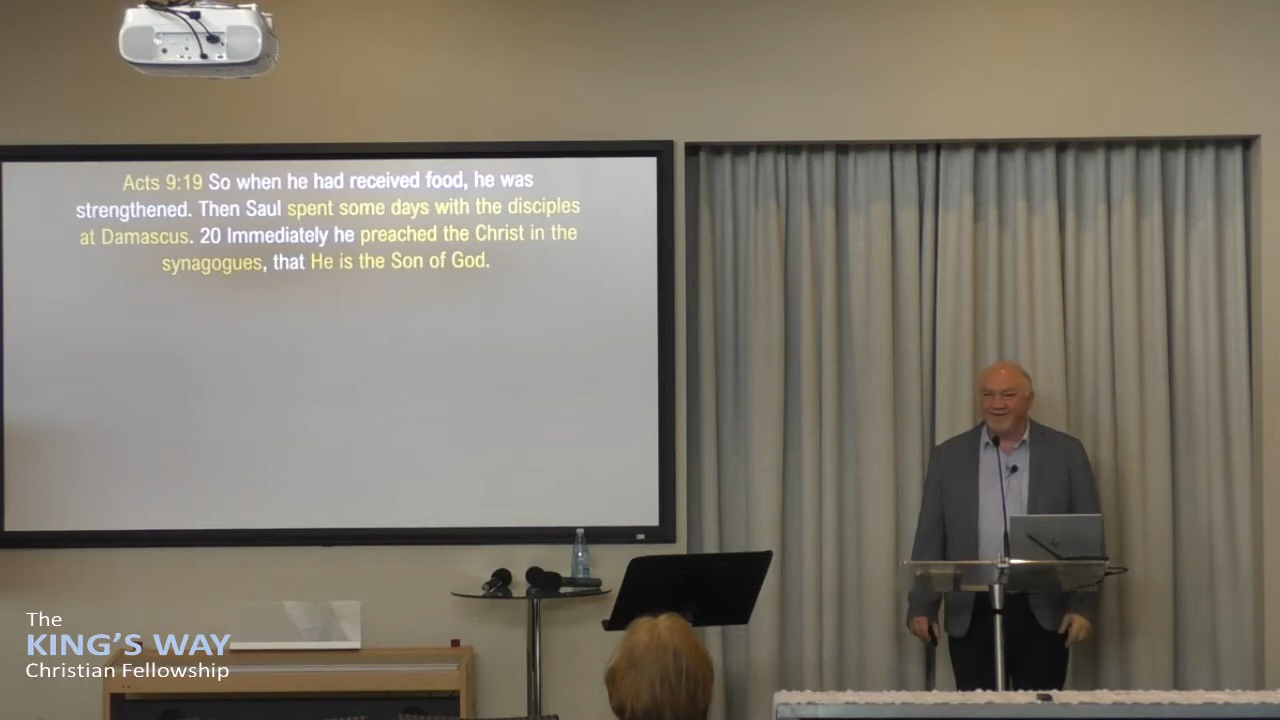 Acts 9:19 So when he had received food, he was
strengthened. Then Saul spent some days with the disciples
at Damascus. 20 Immediately he preached the Christ in the
synagogues, that He is the Son of God.
The
KING'S WAY
Christian Fellowship